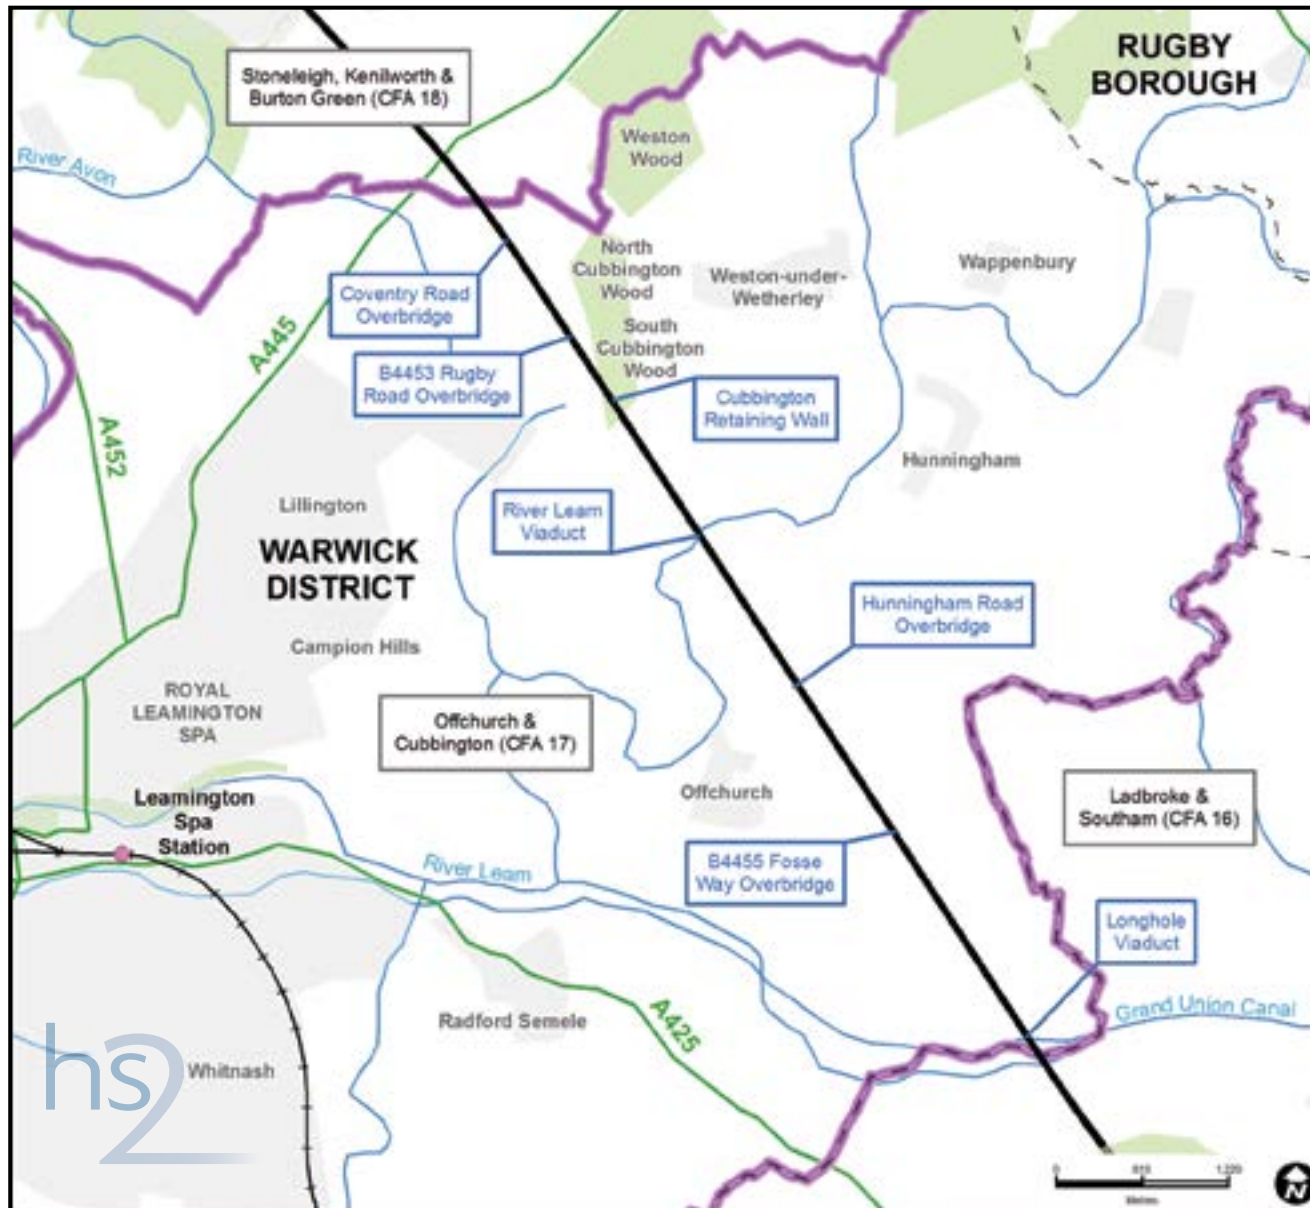 RUGBY
BOROUGH
Stoneleigh, Kenilworth &
Burton Green (CFA 18)
River Avon
Weston
Wood
North
Cubbington
Wood
Weston-under-
Wetherley
Wappenbury
Coventry Road
Overbridge
A445
South
Cubbington
Wood
B4453 Rugby
Road Overbridge
Cubbington
Retaining Wall
A452
Hunningham
Lillington
River Leam
Viaduct
WARWICK
DISTRICT
Hunningham Road
Overbridge
Campion Hills
ROYAL
LEAMINGTON
SPA
Offchurch &
Cubbington (CFA 17)
Offchurch
Ladbroke &
Southam (CFA 16)
Leamington
Spa
Station
River Leam
B4455 Fosse
Way Overbridge
Longhole
Viaduct
Grand Union Canal
Radford Semele
A425
hs2
Whitnash
0 610 1,220
Metres
N